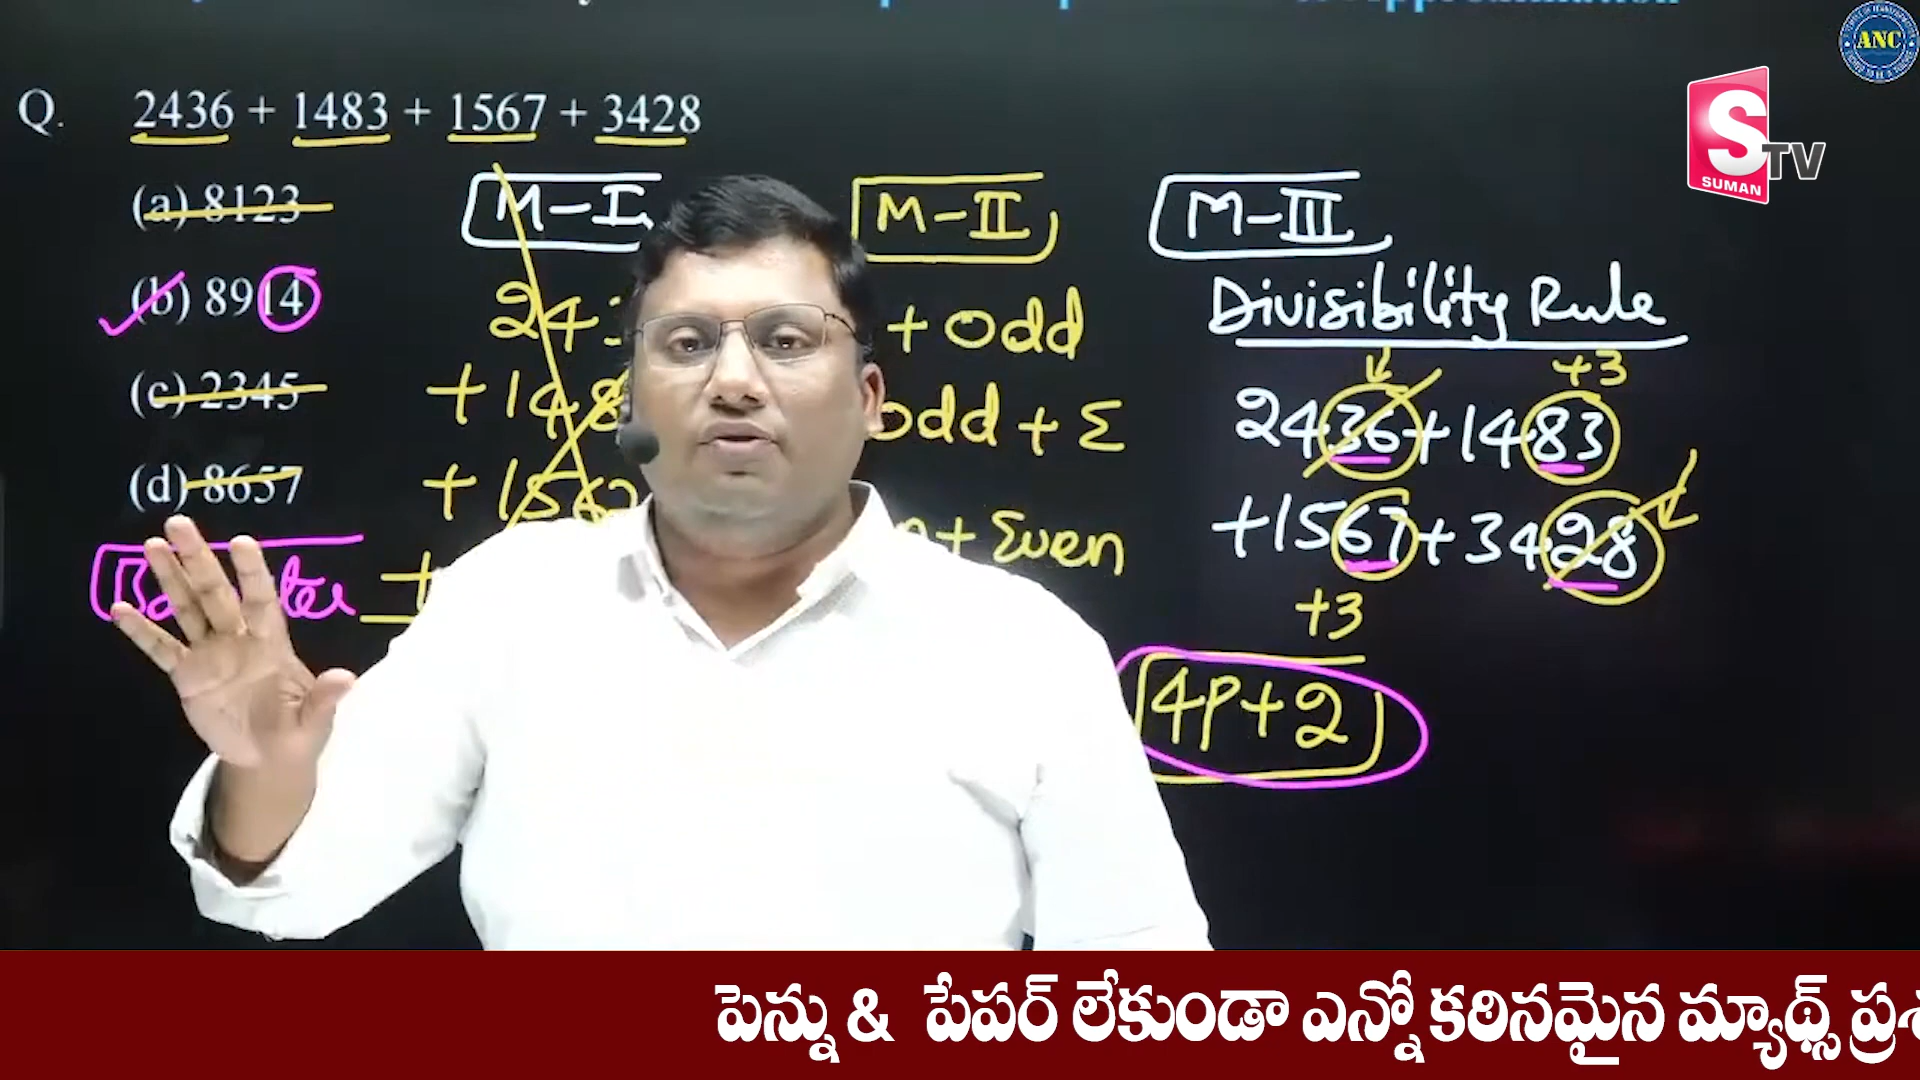 ANC
S TV
SUMAN
Q. 2436 + 1483 + 1567 + 3428
(a) 8123
(b) 8914
(c) 2345
(d) 8657
M-I
+
M-II
+ odd
odd + Σ
+ Even
M-III
Divisibility Rule
+3
2436+1483
+1567+3428
+3
4P+2
పెన్ను & పేపర్ లేకుండా ఎన్నో కఠినమైన మ్యాథ్స్